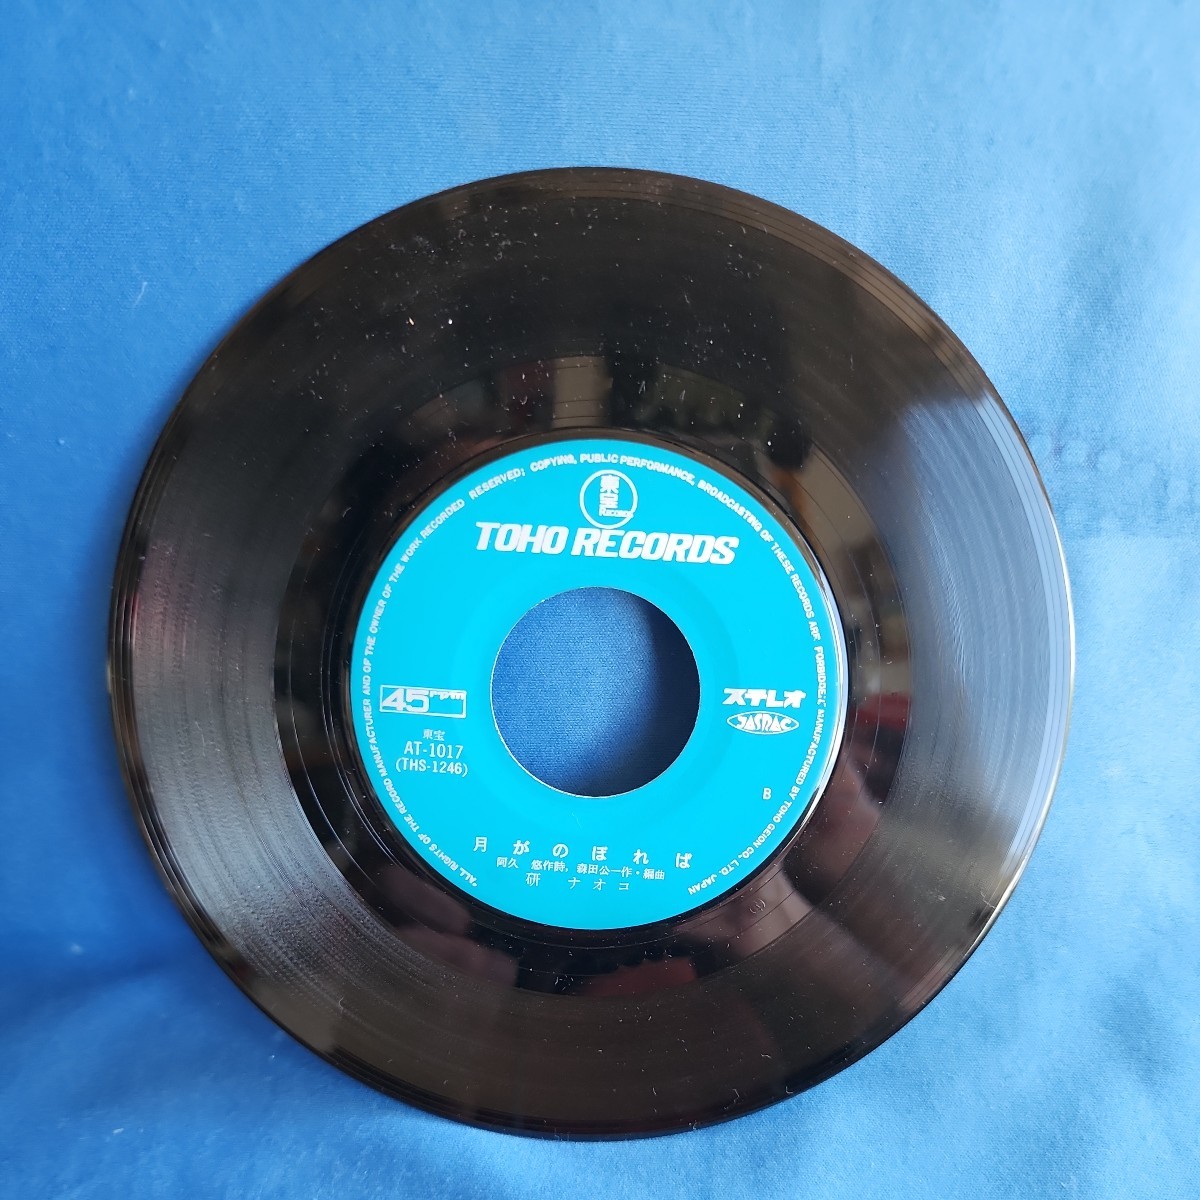 "ALL RIGHTS OF THE RECORD MANUFACTURER AND OF THE OWNER OF THE WORK RECORDED RESERVED; COPYING, PUBLIC PERFORMANCE, BROADCASTING OF THESE RECORDS ARE FORBIDDEN MANUFACTURED BY TOHO GEION CO., LTD. JAPAN
東宝
RECORDS
TOHO RECORDS
45rpm
ステレオ
JASRAC
東宝
AT-1017
(THS-1246)
B
月がのぼれば
阿久 悠作詩, 森田公一作・編曲
研 ナオコ